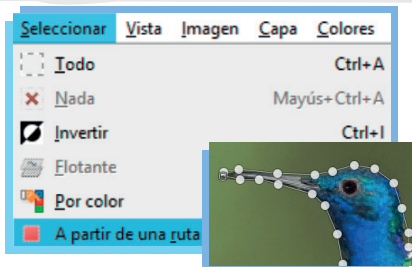 Seleccionar Vista Imagen Capa Colores
Todo Ctrl+A
Nada Mayús+Ctrl+A
Invertir Ctrl+I
Flotante
Por color
A partir de una ruta